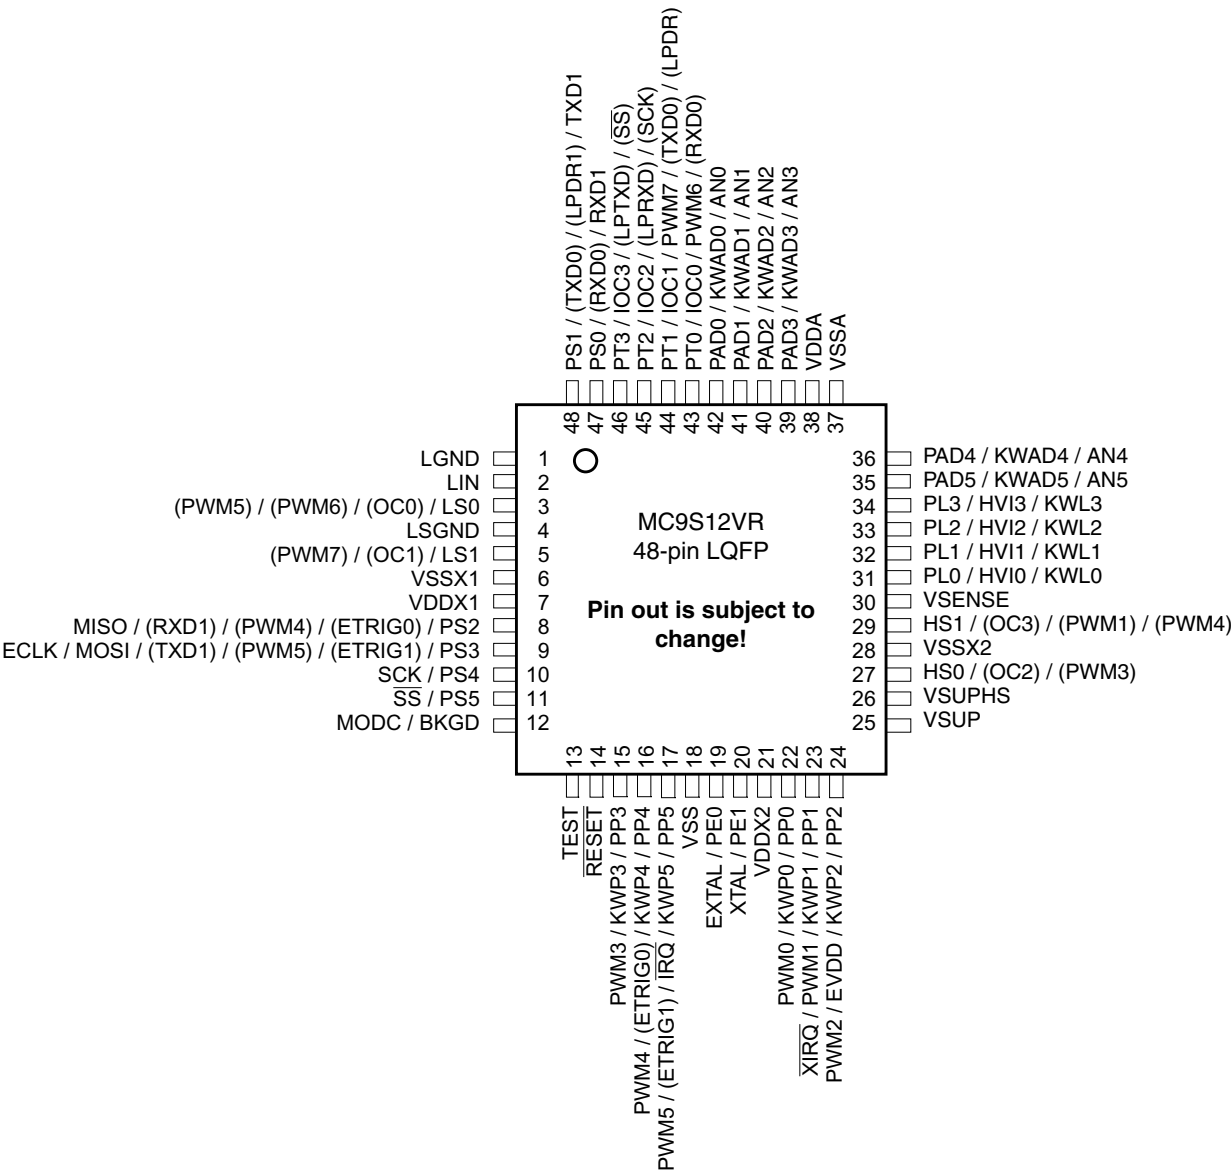 PS1 / (TXD0) / (LPDR1) / TXD1
PS0 / (RXD0) / RXD1
PT3 / IOC3 / (LPTXD) / (S̅S̅)
PT2 / IOC2 / (LPRXD) / (SCK)
PT1 / IOC1 / PWM7 / (TXD0) / (LPDR)
PT0 / IOC0 / PWM6 / (RXD0)
PAD0 / KWAD0 / AN0
PAD1 / KWAD1 / AN1
PAD2 / KWAD2 / AN2
PAD3 / KWAD3 / AN3
VDDA
VSSA
48
47
46
45
44
43
42
41
40
39
38
37
LGND 1
LIN 2
(PWM5) / (PWM6) / (OC0) / LS0 3
LSGND 4
(PWM7) / (OC1) / LS1 5
VSSX1 6
VDDX1 7
MISO / (RXD1) / (PWM4) / (ETRIG0) / PS2 8
ECLK / MOSI / (TXD1) / (PWM5) / (ETRIG1) / PS3 9
SCK / PS4 10
S̅S̅ / PS5 11
MODC / BKGD 12
MC9S12VR
48-pin LQFP
Pin out is subject to
change!
36 PAD4 / KWAD4 / AN4
35 PAD5 / KWAD5 / AN5
34 PL3 / HVI3 / KWL3
33 PL2 / HVI2 / KWL2
32 PL1 / HVI1 / KWL1
31 PL0 / HVI0 / KWL0
30 VSENSE
29 HS1 / (OC3) / (PWM1) / (PWM4)
28 VSSX2
27 HS0 / (OC2) / (PWM3)
26 VSUPHS
25 VSUP
13
14
15
16
17
18
19
20
21
22
23
24
TEST
R̅E̅S̅E̅T̅
PWM3 / KWP3 / PP3
PWM4 / (ETRIG0) / KWP4 / PP4
PWM5 / (ETRIG1) / I̅R̅Q̅ / KWP5 / PP5
VSS
EXTAL / PE0
XTAL / PE1
VDDX2
PWM0 / KWP0 / PP0
X̅I̅R̅Q̅ / PWM1 / KWP1 / PP1
PWM2 / EVDD / KWP2 / PP2